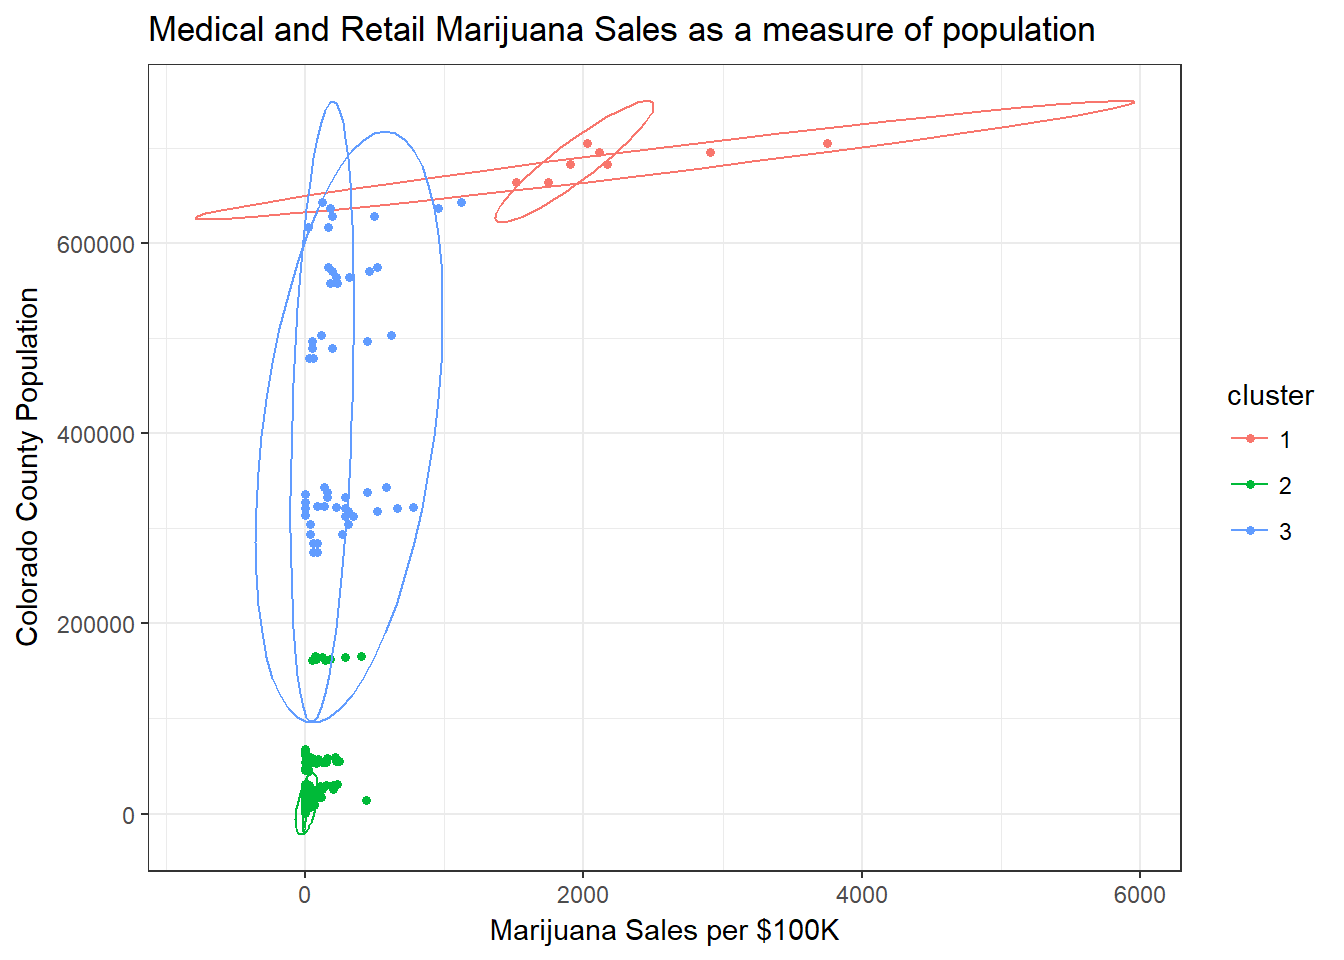 Medical and Retail Marijuana Sales as a measure of population
Colorado County Population
600000
400000
200000
0
0 2000 4000 6000
Marijuana Sales per $100K
cluster
1
2
3